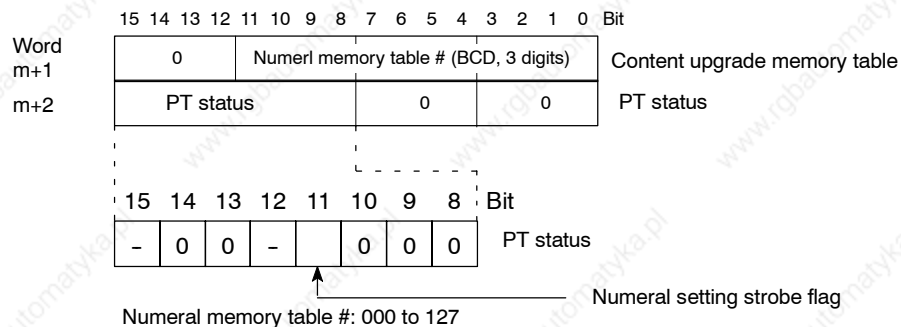 15 14 13 12 11 10 9 8 7 6 5 4 3 2 1 0 Bit
Word
m+1
0 Numerl memory table # (BCD, 3 digits) Content upgrade memory table
m+2 PT status 0 0 PT status
15 14 13 12 11 10 9 8 Bit
– 0 0 – 0 0 0 PT status
Numeral setting strobe flag
Numeral memory table #: 000 to 127